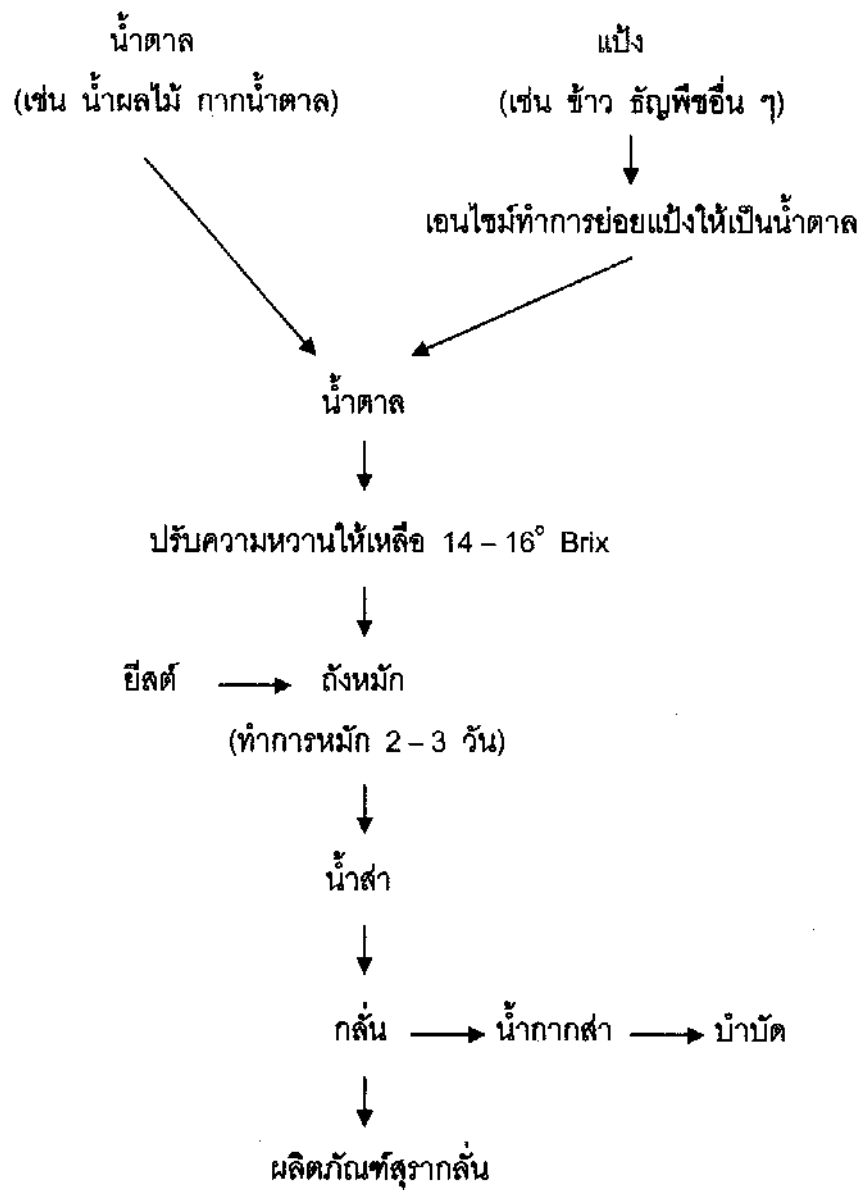 น้ำตาล
(เช่น น้ำผลไม้ กากน้ำตาล)
แป้ง
(เช่น ข้าว ธัญพืชอื่น ๆ)
เอนไซม์ทำการย่อยแป้งให้เป็นน้ำตาล
น้ำตาล
ปรับความหวานให้เหลือ 14 – 16° Brix
ยีสต์ ถังหมัก
(ทำการหมัก 2 – 3 วัน)
น้ำส่า
กลั่น น้ำกากส่า บำบัด
ผลิตภัณฑ์สุรากลั่น